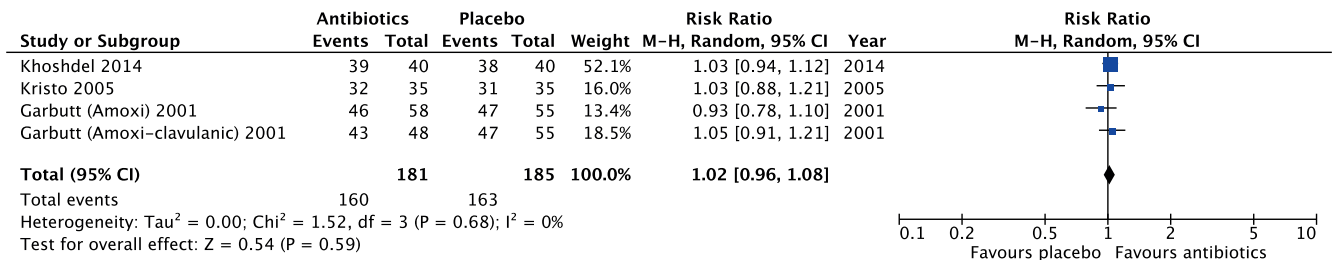 Antibiotics Placebo Risk Ratio Risk Ratio
Study or Subgroup Events Total Events Total Weight M-H, Random, 95% CI Year M-H, Random, 95% CI
Khoshdel 2014 39 40 38 40 52.1% 1.03 [0.94, 1.12] 2014
Kristo 2005 32 35 31 35 16.0% 1.03 [0.88, 1.21] 2005
Garbutt (Amoxi) 2001 46 58 47 55 13.4% 0.93 [0.78, 1.10] 2001
Garbutt (Amoxi-clavulanic) 2001 43 48 47 55 18.5% 1.05 [0.91, 1.21] 2001
Total (95% CI) 181 185 100.0% 1.02 [0.96, 1.08]
Total events 160 163
Heterogeneity: Tau² = 0.00; Chi² = 1.52, df = 3 (P = 0.68); I² = 0%
Test for overall effect: Z = 0.54 (P = 0.59)
0.1 0.2 0.5 1 2 5 10
Favours placebo Favours antibiotics